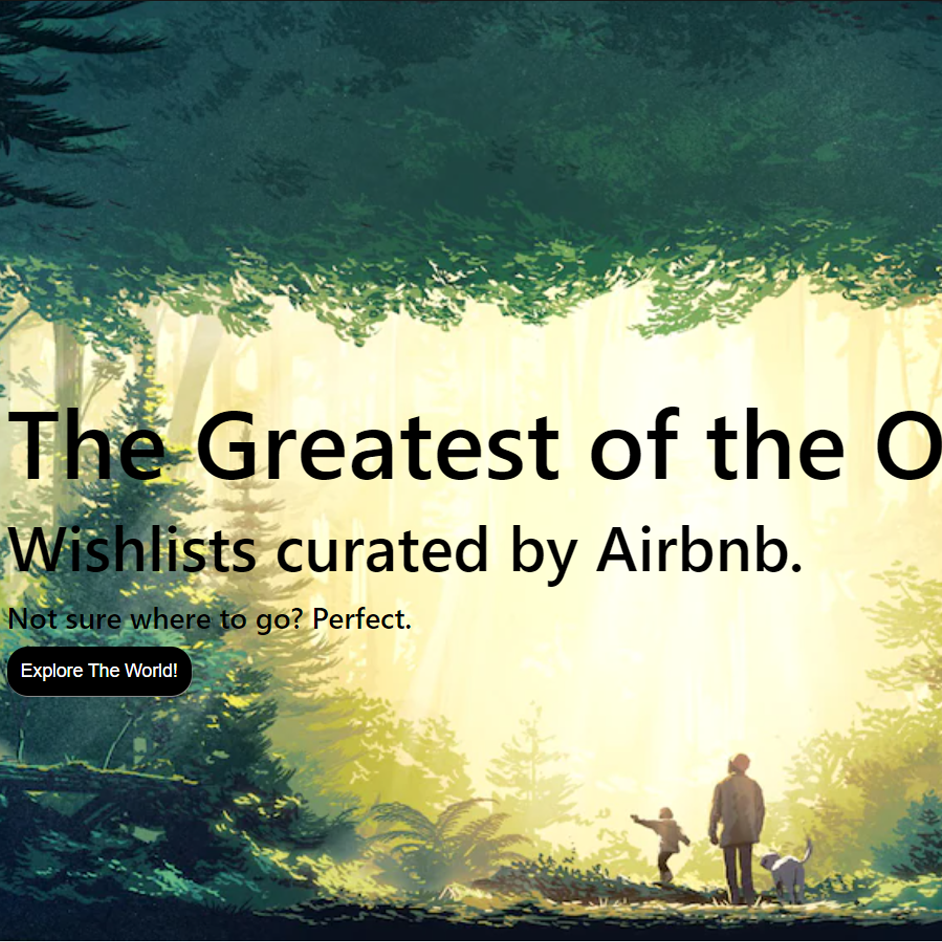 The Greatest of the O
Wishlists curated by Airbnb.
Not sure where to go? Perfect.
Explore The World!